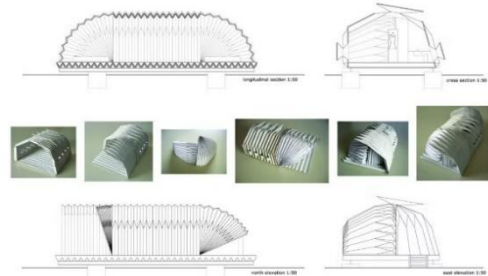 longitudinal section 1:50
cross section 1:50
north elevation 1:50
east elevation 1:50